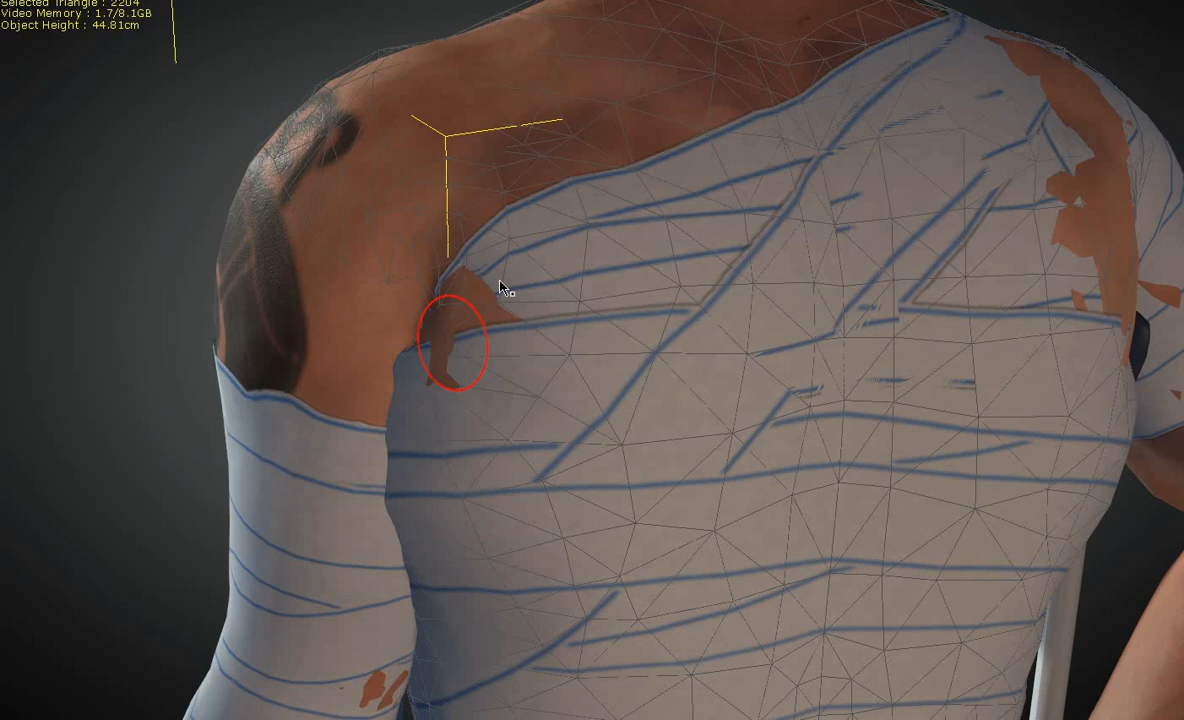 Selected Triangle : 2204
Video Memory : 1.7/8.1GB
Object Height : 44.81cm